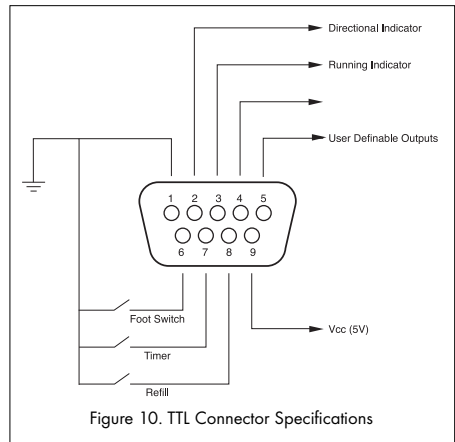 Directional Indicator
Running Indicator
User Definable Outputs
1 2 3 4 5
6 7 8 9
Foot Switch
Vcc (5V)
Timer
Refill
Figure 10. TTL Connector Specifications